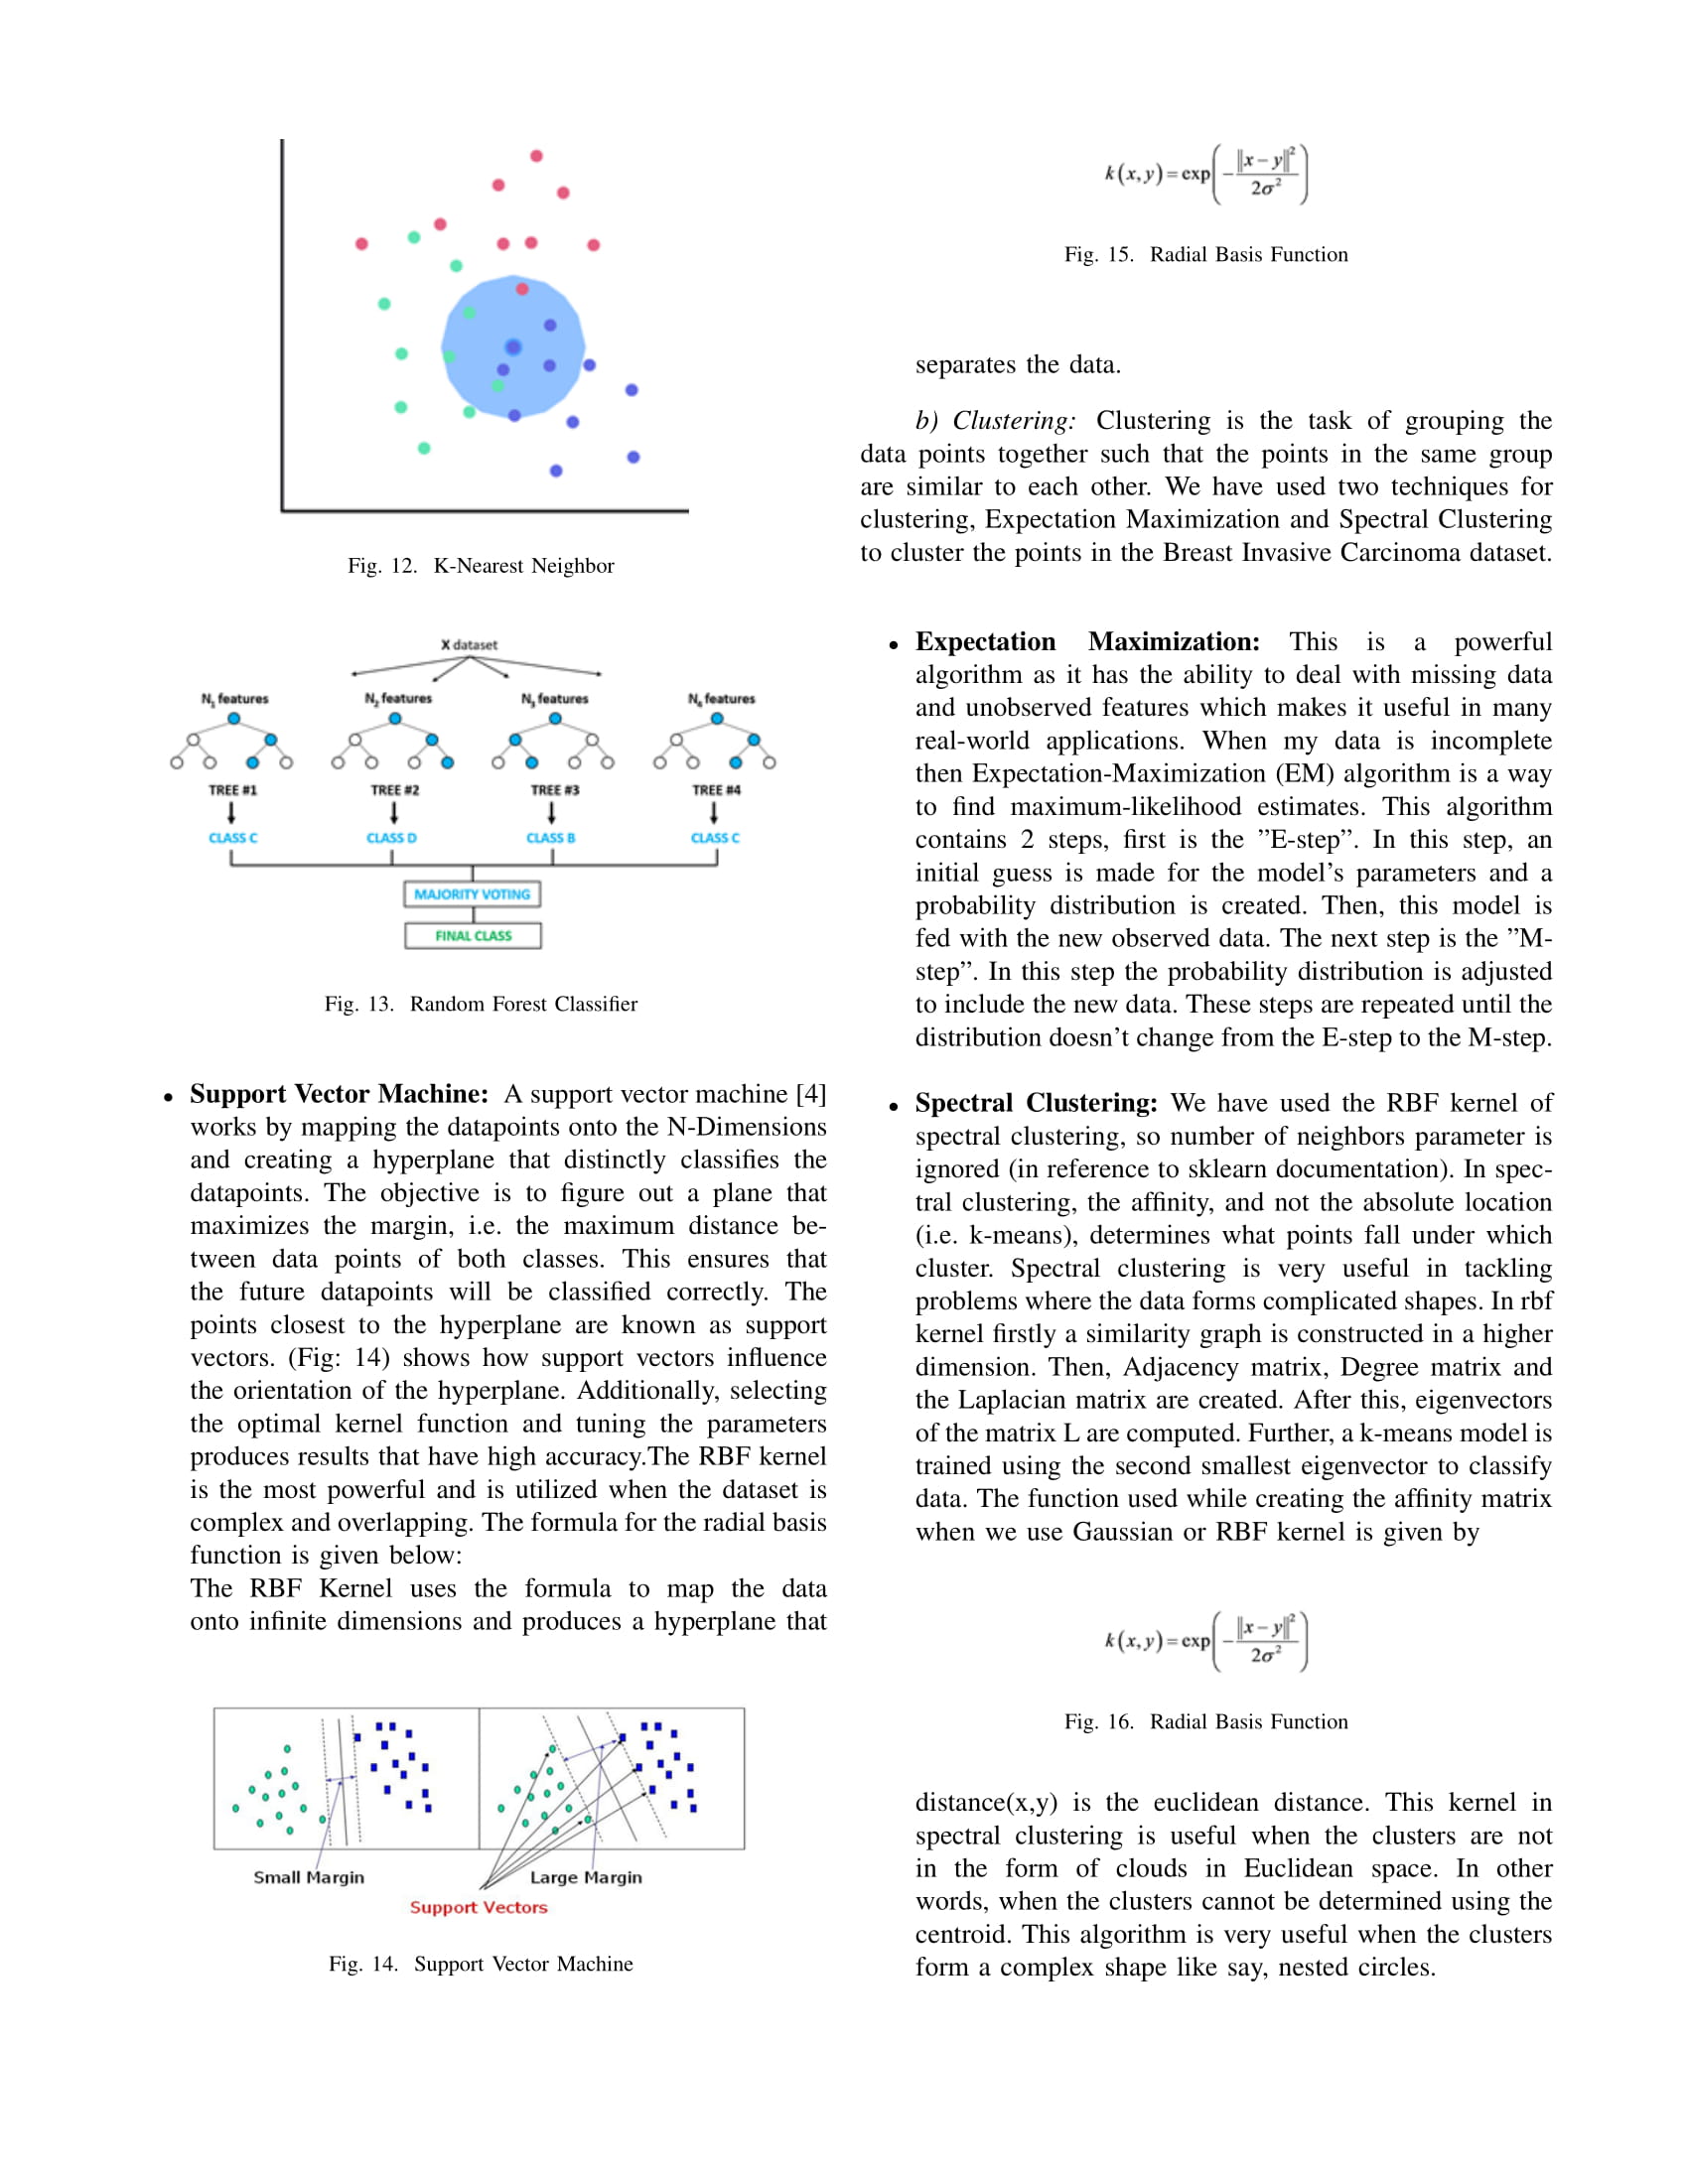 Fig. 12. K-Nearest Neighbor
X dataset
N1 features N2 features N3 features N4 features
TREE #1 TREE #2 TREE #3 TREE #4
CLASS C CLASS D CLASS B CLASS C
MAJORITY VOTING
FINAL CLASS
Fig. 13. Random Forest Classifier
• Support Vector Machine: A support vector machine [4]
works by mapping the datapoints onto the N-Dimensions
and creating a hyperplane that distinctly classifies the
datapoints. The objective is to figure out a plane that
maximizes the margin, i.e. the maximum distance be-
tween data points of both classes. This ensures that
the future datapoints will be classified correctly. The
points closest to the hyperplane are known as support
vectors. (Fig: 14) shows how support vectors influence
the orientation of the hyperplane. Additionally, selecting
the optimal kernel function and tuning the parameters
produces results that have high accuracy.The RBF kernel
is the most powerful and is utilized when the dataset is
complex and overlapping. The formula for the radial basis
function is given below:
The RBF Kernel uses the formula to map the data
onto infinite dimensions and produces a hyperplane that
Small Margin Large Margin
Support Vectors
Fig. 14. Support Vector Machine
k(x,y)=exp(-||x-y||²/2σ²)
Fig. 15. Radial Basis Function
separates the data.
b) Clustering: Clustering is the task of grouping the
data points together such that the points in the same group
are similar to each other. We have used two techniques for
clustering, Expectation Maximization and Spectral Clustering
to cluster the points in the Breast Invasive Carcinoma dataset.
• Expectation Maximization: This is a powerful
algorithm as it has the ability to deal with missing data
and unobserved features which makes it useful in many
real-world applications. When my data is incomplete
then Expectation-Maximization (EM) algorithm is a way
to find maximum-likelihood estimates. This algorithm
contains 2 steps, first is the ”E-step”. In this step, an
initial guess is made for the model’s parameters and a
probability distribution is created. Then, this model is
fed with the new observed data. The next step is the ”M-
step”. In this step the probability distribution is adjusted
to include the new data. These steps are repeated until the
distribution doesn’t change from the E-step to the M-step.
• Spectral Clustering: We have used the RBF kernel of
spectral clustering, so number of neighbors parameter is
ignored (in reference to sklearn documentation). In spec-
tral clustering, the affinity, and not the absolute location
(i.e. k-means), determines what points fall under which
cluster. Spectral clustering is very useful in tackling
problems where the data forms complicated shapes. In rbf
kernel firstly a similarity graph is constructed in a higher
dimension. Then, Adjacency matrix, Degree matrix and
the Laplacian matrix are created. After this, eigenvectors
of the matrix L are computed. Further, a k-means model is
trained using the second smallest eigenvector to classify
data. The function used while creating the affinity matrix
when we use Gaussian or RBF kernel is given by
k(x,y)=exp(-||x-y||²/2σ²)
Fig. 16. Radial Basis Function
distance(x,y) is the euclidean distance. This kernel in
spectral clustering is useful when the clusters are not
in the form of clouds in Euclidean space. In other
words, when the clusters cannot be determined using the
centroid. This algorithm is very useful when the clusters
form a complex shape like say, nested circles.